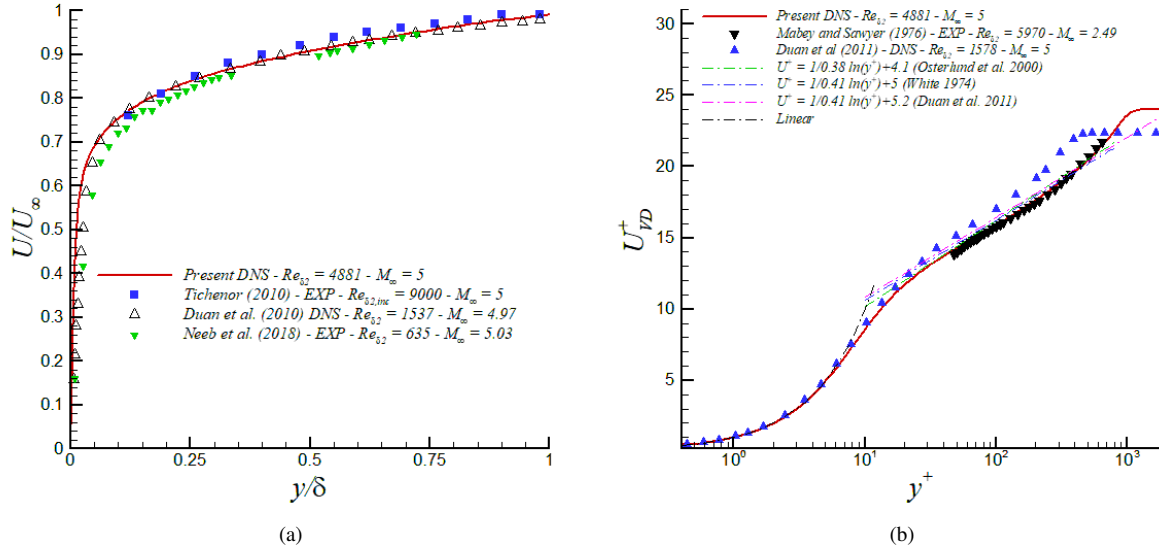 1
0.9
0.8
0.7
0.6
0.5
0.4
0.3
0.2
0.1
0
U/U∞
Present DNS - Reδ2 = 4881 - M∞ = 5
Tichenor (2010) - EXP - Reδ2,inc = 9000 - M∞ = 5
Duan et al. (2010) DNS - Reδ2 = 1537 - M∞ = 4.97
Neeb et al. (2018) - EXP - Reδ2 = 635 - M∞ = 5.03
0 0.25 0.5 0.75 1
y/δ
(a)
30
25
20
15
10
5
U+VD
Present DNS - Reδ2 = 4881 - M∞ = 5
Mabey and Sawyer (1976) - EXP - Reδ2 = 5970 - M∞ = 2.49
Duan et al (2011) - DNS - Reδ2 = 1578 - M∞ = 5
U+ = 1/0.38 ln(y+)+4.1 (Osterlund et al. 2000)
U+ = 1/0.41 ln(y+)+5 (White 1974)
U+ = 1/0.41 ln(y+)+5.2 (Duan et al. 2011)
Linear
10^0 10^1 10^2 10^3
y+
(b)